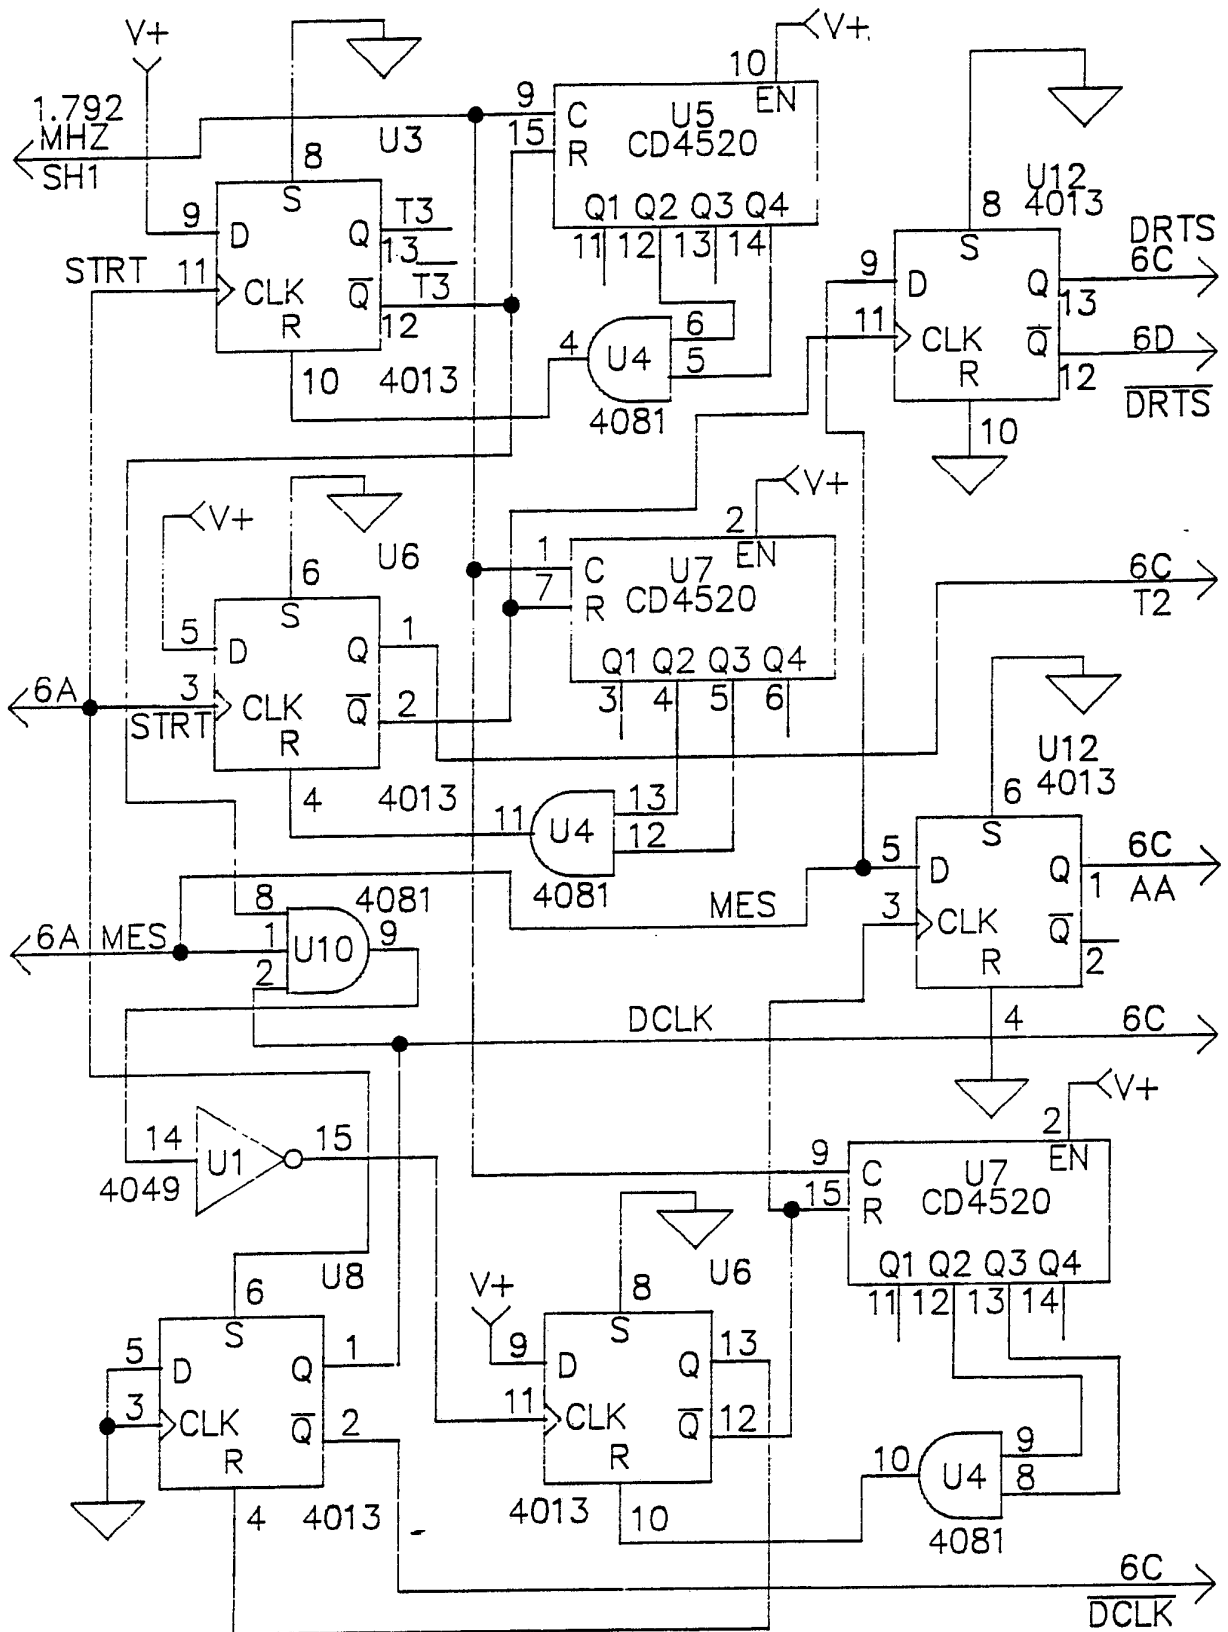 V+
V+
10
EN
1.792
MHZ
SH1
U3
8
9
15
C
R
U5
CD4520
S
9
D
Q
T3
13
T3
Q1 Q2 Q3 Q4
11 12 13 14
U12
4013
8
S
DRTS
6C
STRT
11
CLK
Q
12
R
9
D
Q
13
11
CLK
Q
6D
12
DRTS
R
10
4
U4
6
5
4081
10
4013
V+
V+
U6
6
2
EN
1
7
C
R
U7
CD4520
6C
T2
S
5
D
Q
1
Q1 Q2 Q3 Q4
3 4 5 6
6A
3
STRT
CLK
Q
2
R
U12
4013
6
4
4013
11
U4
13
12
4081
S
5
D
Q
6C
1
AA
MES
3
CLK
Q
2
R
4
8
4081
6A MES
1
U10
9
2
DCLK
6C
V+
2
EN
14
U1
15
4049
9
C
15
R
U7
CD4520
6
U8
V+
8
U6
Q1 Q2 Q3 Q4
11 12 13 14
S
5
D
Q
1
3
CLK
Q
2
R
4
4013
S
9
D
Q
13
11
CLK
Q
12
R
4013
10
10
U4
9
8
4081
6C
DCLK